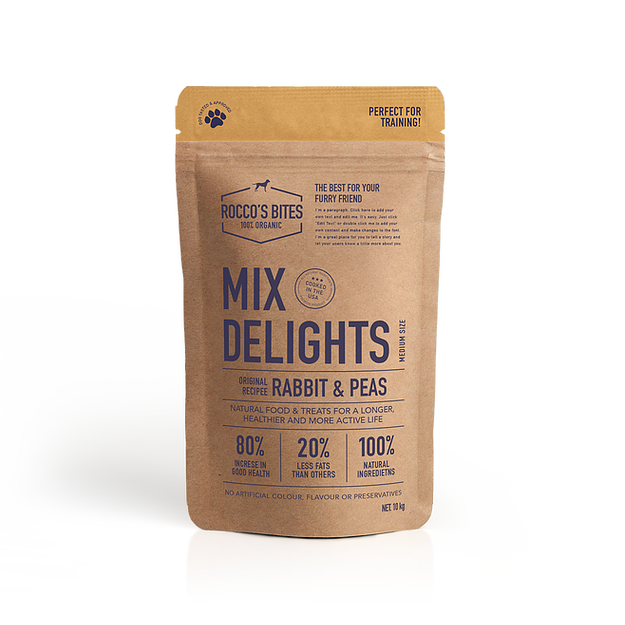 DOG TESTED & APPROVED
PERFECT FOR
TRAINING!
ROCCO'S BITES
100% ORGANIC
THE BEST FOR YOUR
FURRY FRIEND
I'm a paragraph. Click here to add your
own text and edit me. It's easy. Just click
"Edit Text" or double click me to add your
own content and make changes to the font.
I'm a great place for you to tell a story and
let your users know a little more about you.
MIX
COOKED
IN THE
USA
DELIGHTS
MEDIUM SIZE
ORIGINAL
RECIPEE
RABBIT & PEAS
NATURAL FOOD & TREATS FOR A LONGER,
HEALTHIER AND MORE ACTIVE LIFE
80%
INCRESE IN
GOOD HEALTH
20%
LESS FATS
THAN OTHERS
100%
NATURAL
INGREDIETNS
NO ARTIFICIAL COLOUR, FLAVOUR OR PRESERVATIVES
NET 10 kg